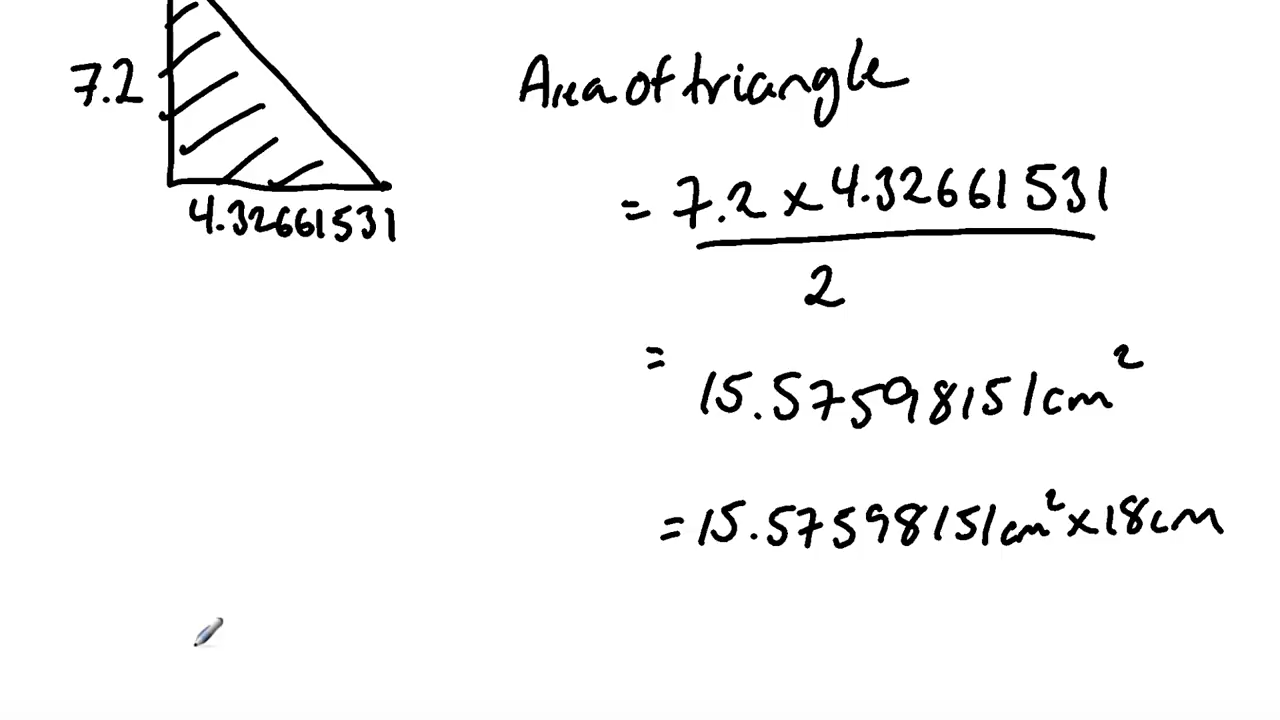 7.2
4.32661531
Area of triangle
= 7.2 × 4.32661531
2
= 15.57598151cm²
= 15.57598151cm² × 18cm